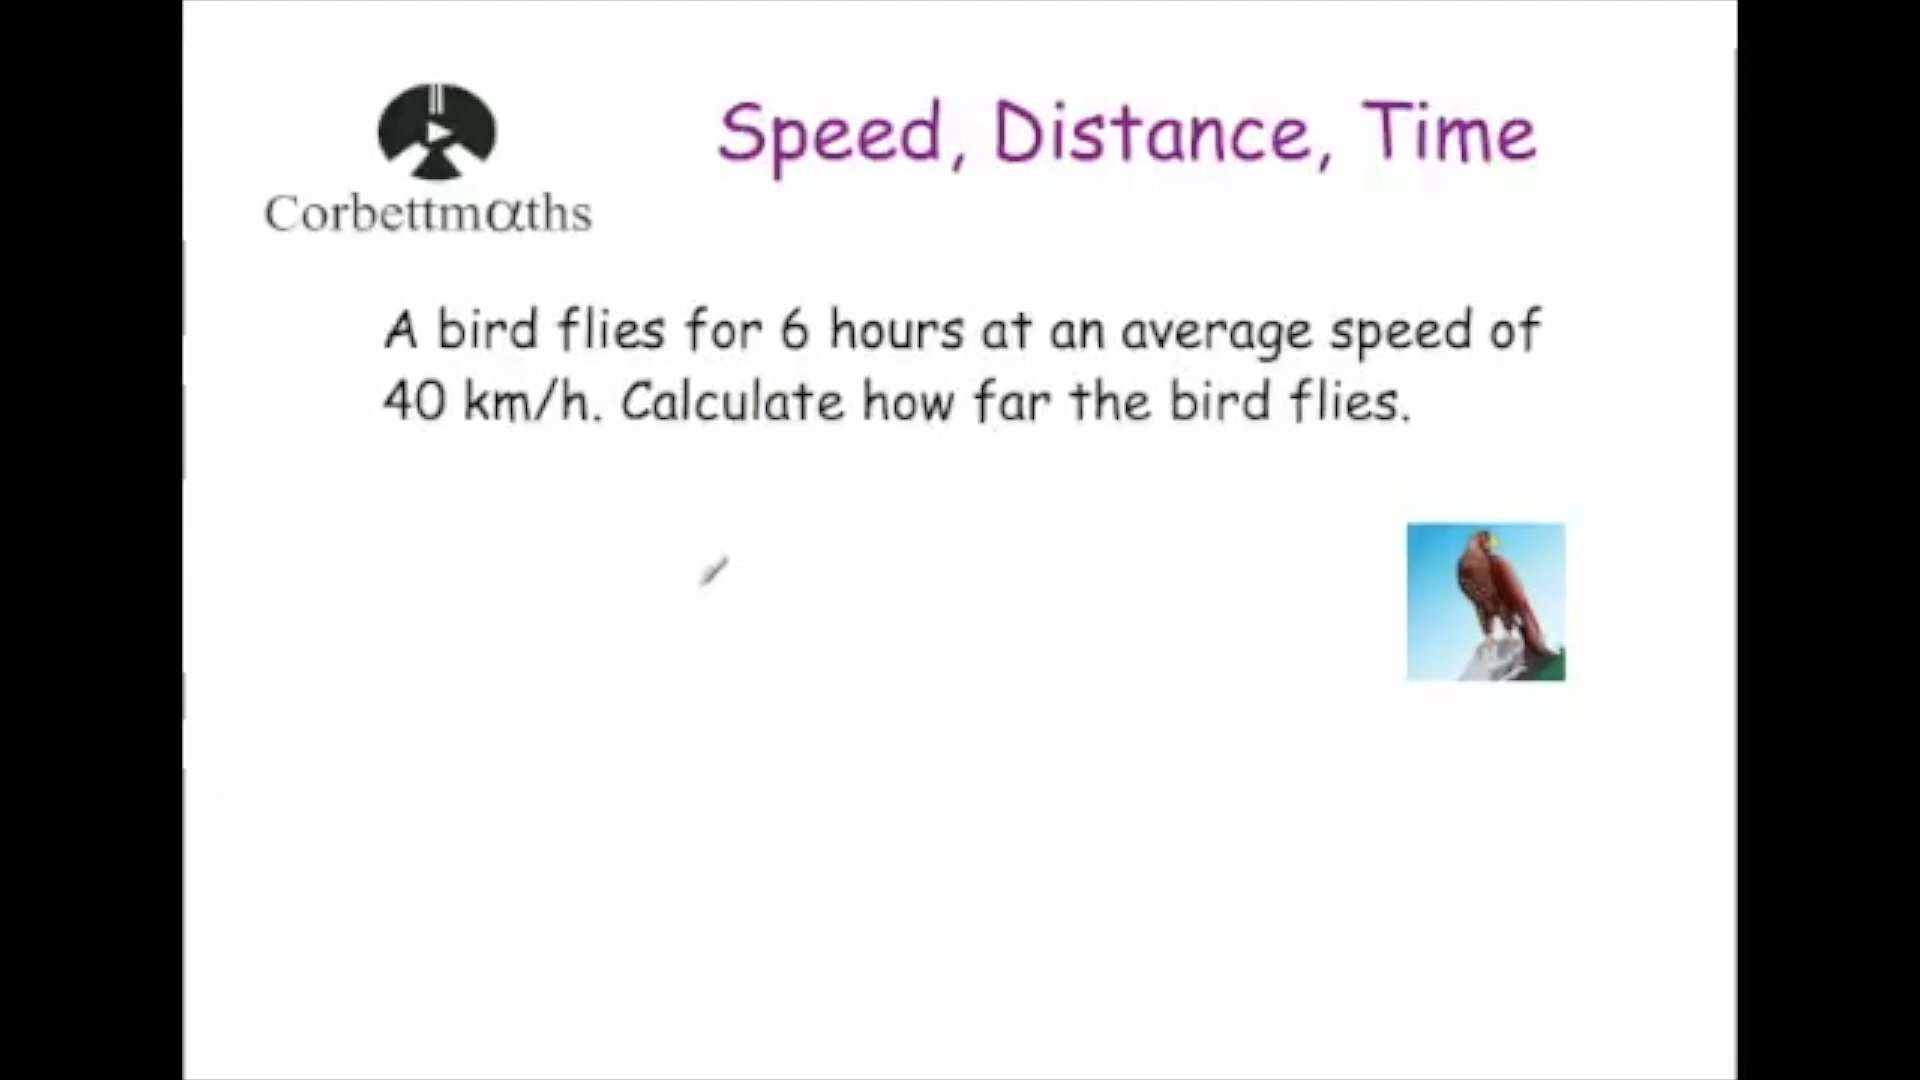 Corbettmαths
Speed, Distance, Time
A bird flies for 6 hours at an average speed of
40 km/h. Calculate how far the bird flies.